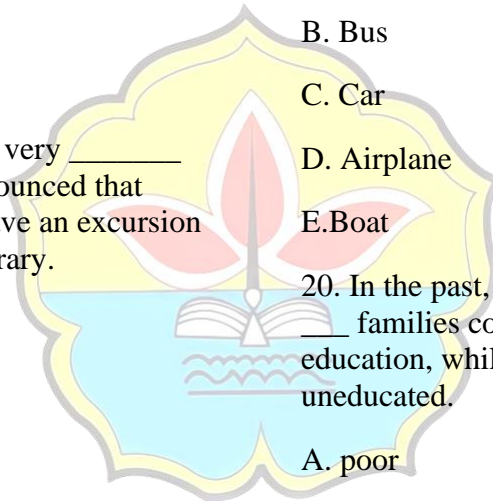 very _______
ounced that
ve an excursion
rary.
B. Bus
C. Car
D. Airplane
E.Boat
20. In the past,
___ families co
education, whil
uneducated.
A. poor